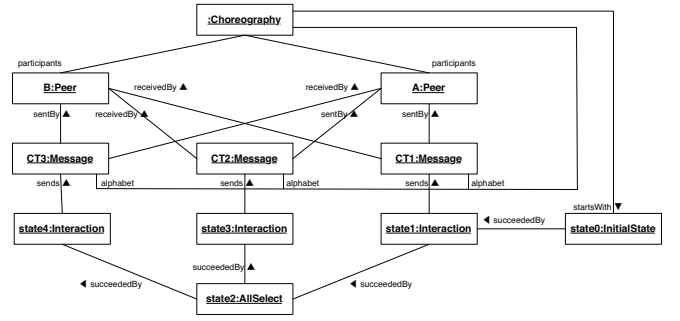 :Choreography
participants
participants
B:Peer
receivedBy ▲
receivedBy ▲
A:Peer
sentBy ▲
receivedBy ▲
sentBy ▲
sentBy ▲
CT3:Message
CT2:Message
CT1:Message
sends ▲
alphabet
sends ▲
alphabet
sends ▲
alphabet
startsWith ▼
state4:Interaction
state3:Interaction
state1:Interaction
◄ succeededBy
state0:InitialState
succeededBy ▲
◄ succeededBy
◄ succeededBy
state2:AllSelect